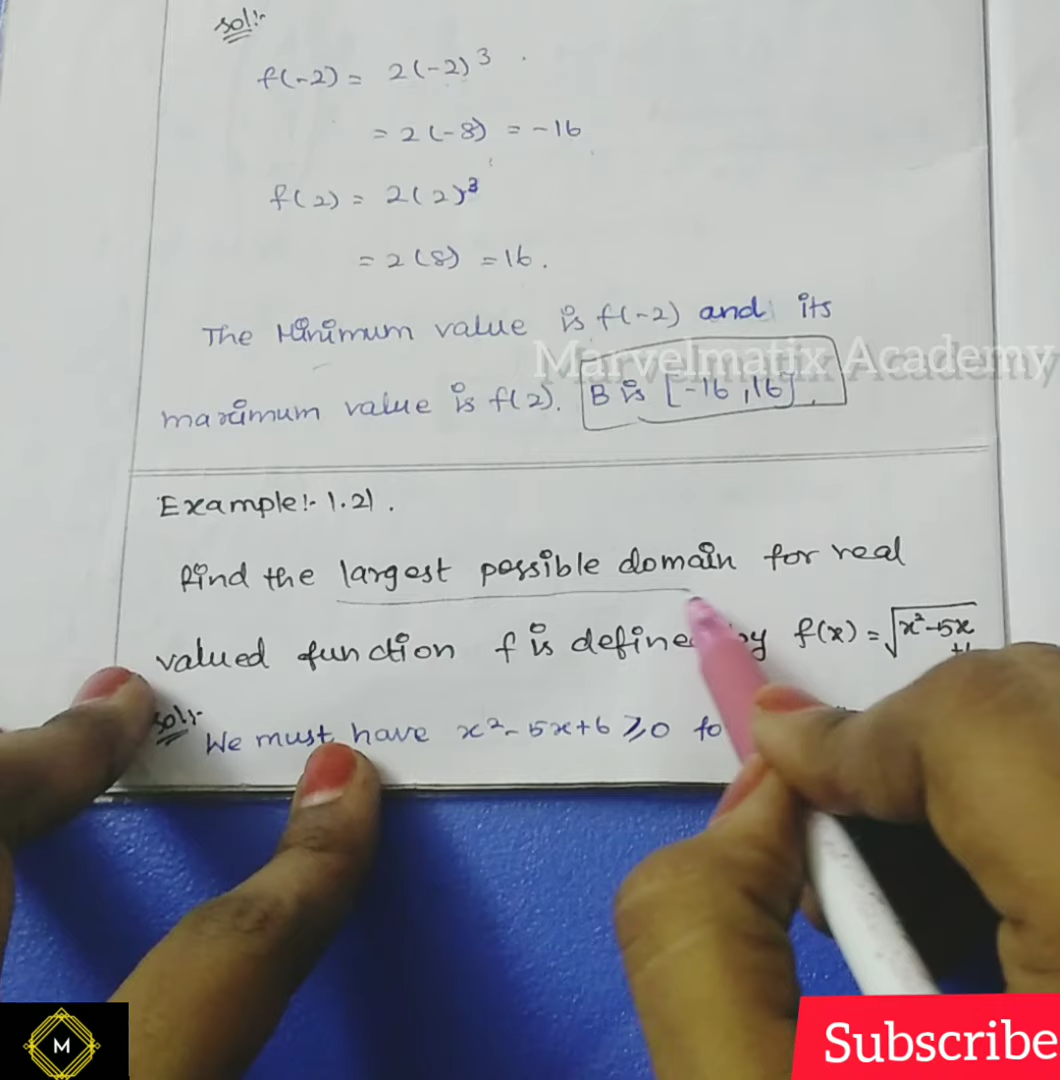 Sol:-
f(-2) = 2(-2)³
= 2(-8) = -16
f(2) = 2(2)³
= 2(8) = 16.
The Minimum value is f(-2) and its
Marvelmatix Academy
maximum value is f(2). B is [-16, 16].
Example:- 1.21.
Find the largest possible domain for real
valued function f is defined by f(x) = √x²-5x
Sol:-
We must have x²-5x+6 ≥ 0
M
Subscribe